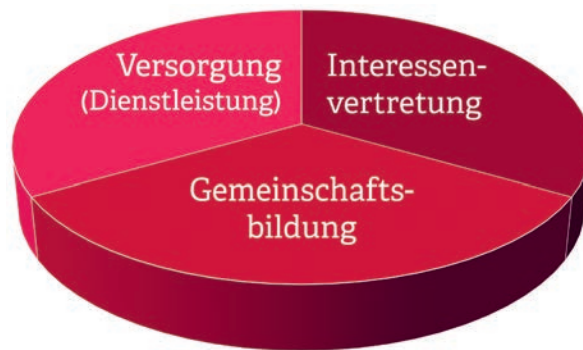 Versorgung
(Dienstleistung)
Interessen-
vertretung
Gemeinschafts-
bildung